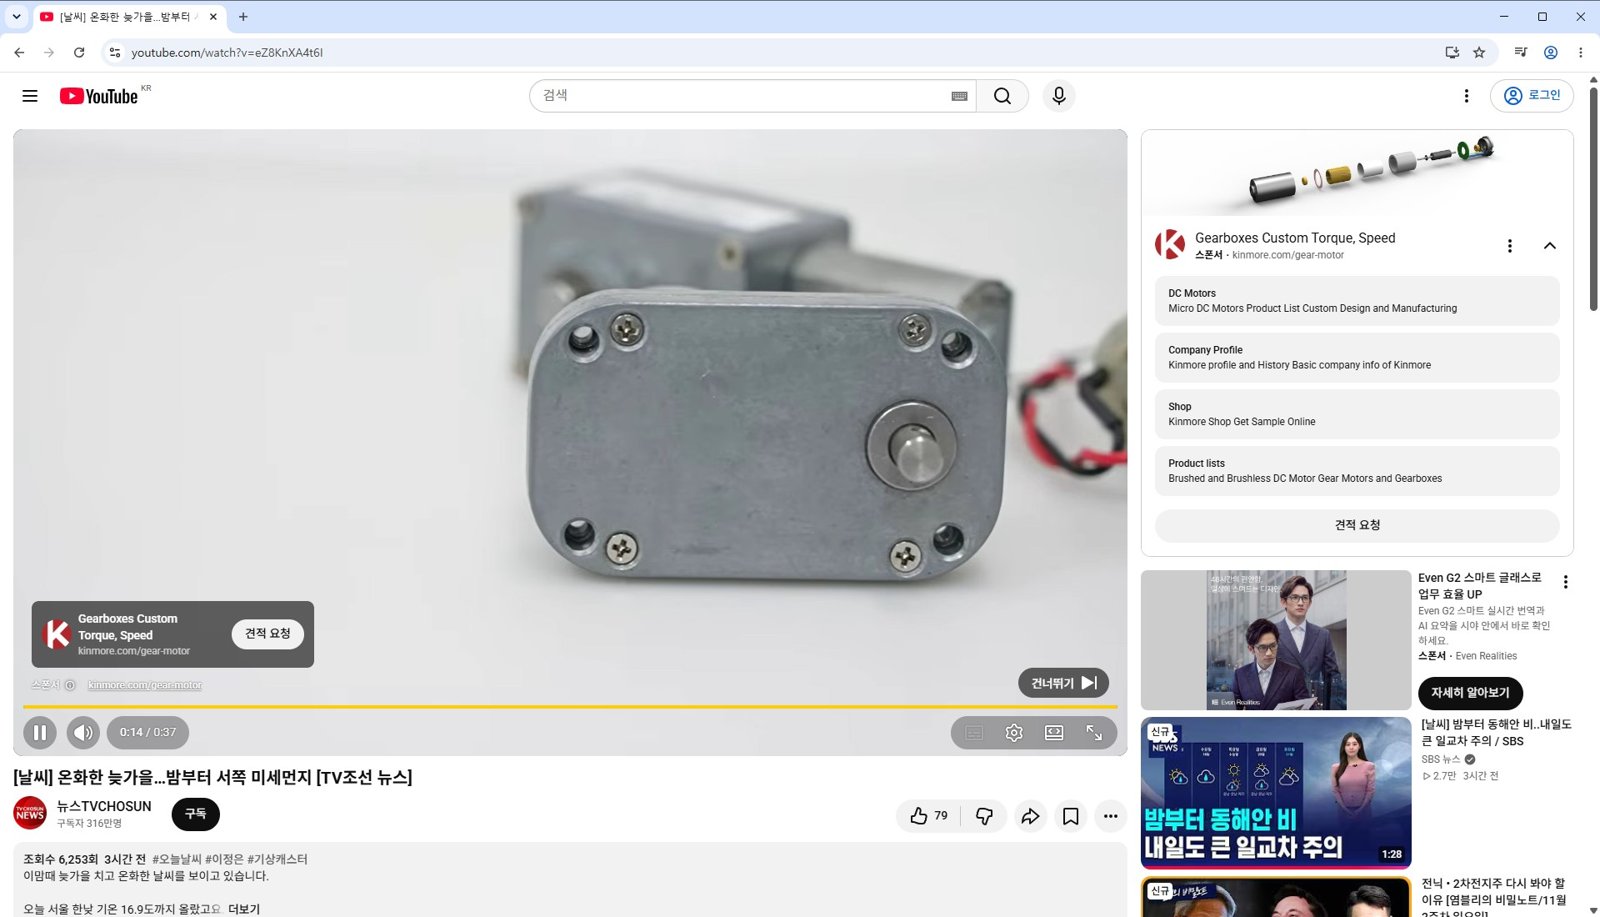 [날씨] 온화한 늦가을...밤부터 서
youtube.com/watch?v=eZ8KnXA4t6I
YouTube KR
검색
로그인
Gearboxes Custom Torque, Speed
스폰서 · kinmore.com/gear-motor
DC Motors
Micro DC Motors Product List Custom Design and Manufacturing
Company Profile
Kinmore profile and History Basic company info of Kinmore
Shop
Kinmore Shop Get Sample Online
Product lists
Brushed and Brushless DC Motor Gear Motors and Gearboxes
견적 요청
Gearboxes Custom
Torque, Speed
kinmore.com/gear-motor
견적 요청
스폰서
kinmore.com/gear-motor
건너뛰기
0:14 / 0:37
[날씨] 온화한 늦가을…밤부터 서쪽 미세먼지 [TV조선 뉴스]
TVCHOSUN
NEWS
뉴스TVCHOSUN
구독자 316만명
구독
79
조회수 6,253회 3시간 전 #오늘날씨 #이정은 #기상캐스터
이맘때 늦가을 치고 온화한 날씨를 보이고 있습니다.
오늘 서울 한낮 기온 16.9도까지 올랐고요. 더보기
Even Realities
Even G2 스마트 글래스로
업무 효율 UP
Even G2 스마트 실시간 번역과
AI 요약을 시야 안에서 바로 확인
하세요.
스폰서 · Even Realities
자세히 알아보기
신규
NEWS
밤부터 동해안 비
내일도 큰 일교차 주의
1:28
[날씨] 밤부터 동해안 비..내일도
큰 일교차 주의 / SBS
SBS 뉴스
2.7만 3시간 전
신규
비밀노트
전닉 • 2차전지주 다시 봐야 할
이유 [염블리의 비밀노트/11월